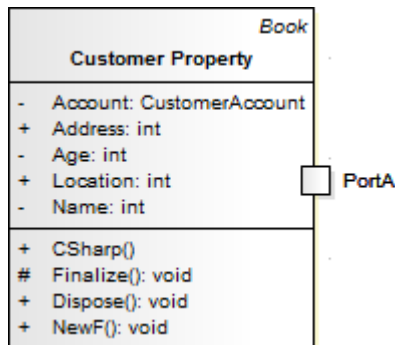 Book
Customer Property
- Account: CustomerAccount
+ Address: int
- Age: int
+ Location: int
- Name: int
PortA
+ CSharp()
# Finalize(): void
+ Dispose(): void
+ NewF(): void